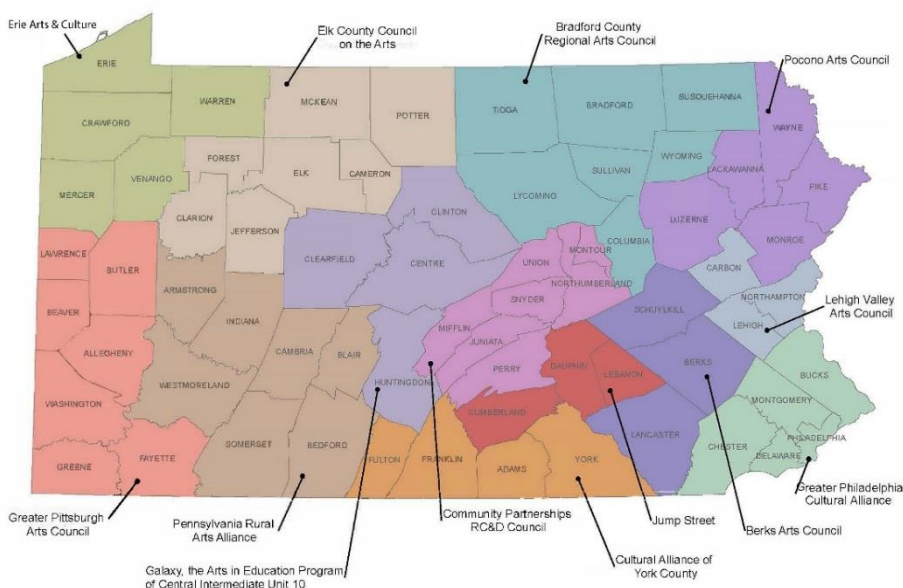 Erie Arts & Culture
Elk County Council
on the Arts
Bradford County
Regional Arts Council
Pocono Arts Council
ERIE
WARREN
MCKEAN
POTTER
TIOGA
BRADFORD
SUSQUEHANNA
WAYNE
CRAWFORD
WYOMING
FOREST
SULLIVAN
LACKAWANNA
MERCER
VENANGO
ELK
CAMERON
PIKE
CLARION
LYCOMING
CLINTON
LUZERNE
JEFFERSON
COLUMBIA
MONROE
LAWRENCE
BUTLER
CLEARFIELD
CENTRE
UNION
MONTOUR
CARBON
ARMSTRONG
SNYDER
NORTHUMBERLAND
NORTHAMPTON
Lehigh Valley
Arts Council
BEAVER
INDIANA
MIFFLIN
SCHUYLKILL
LEHIGH
ALLEGHENY
CAMBRIA
BLAIR
JUNIATA
PERRY
DAUPHIN
LEBANON
BERKS
BUCKS
WESTMORELAND
HUNTINGDON
MONTGOMERY
WASHINGTON
CUMBERLAND
LANCASTER
PHILADELPHIA
SOMERSET
BEDFORD
CHESTER
DELAWARE
GREENE
FAYETTE
FULTON
FRANKLIN
ADAMS
YORK
Greater Philadelphia
Cultural Alliance
Greater Pittsburgh
Arts Council
Pennsylvania Rural
Arts Alliance
Community Partnerships
RC&D Council
Jump Street
Berks Arts Council
Galaxy, the Arts in Education Program
of Central Intermediate Unit 10
Cultural Alliance of
York County